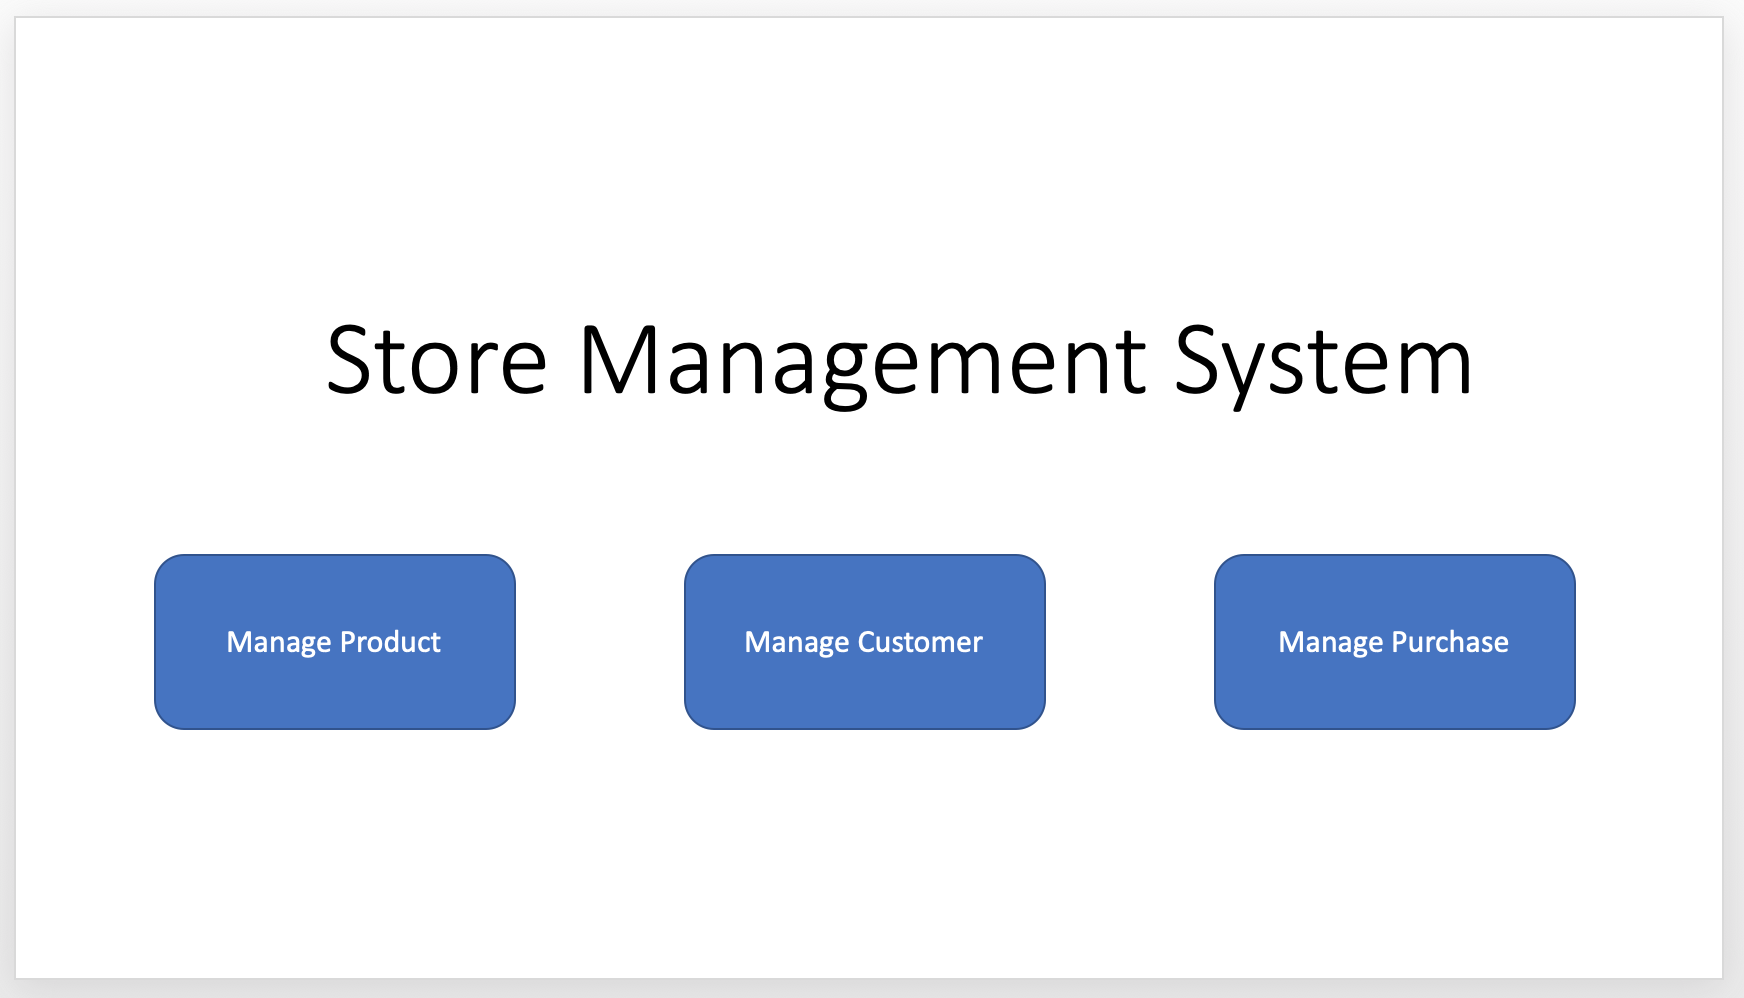 Store Management System
Manage Product
Manage Customer
Manage Purchase